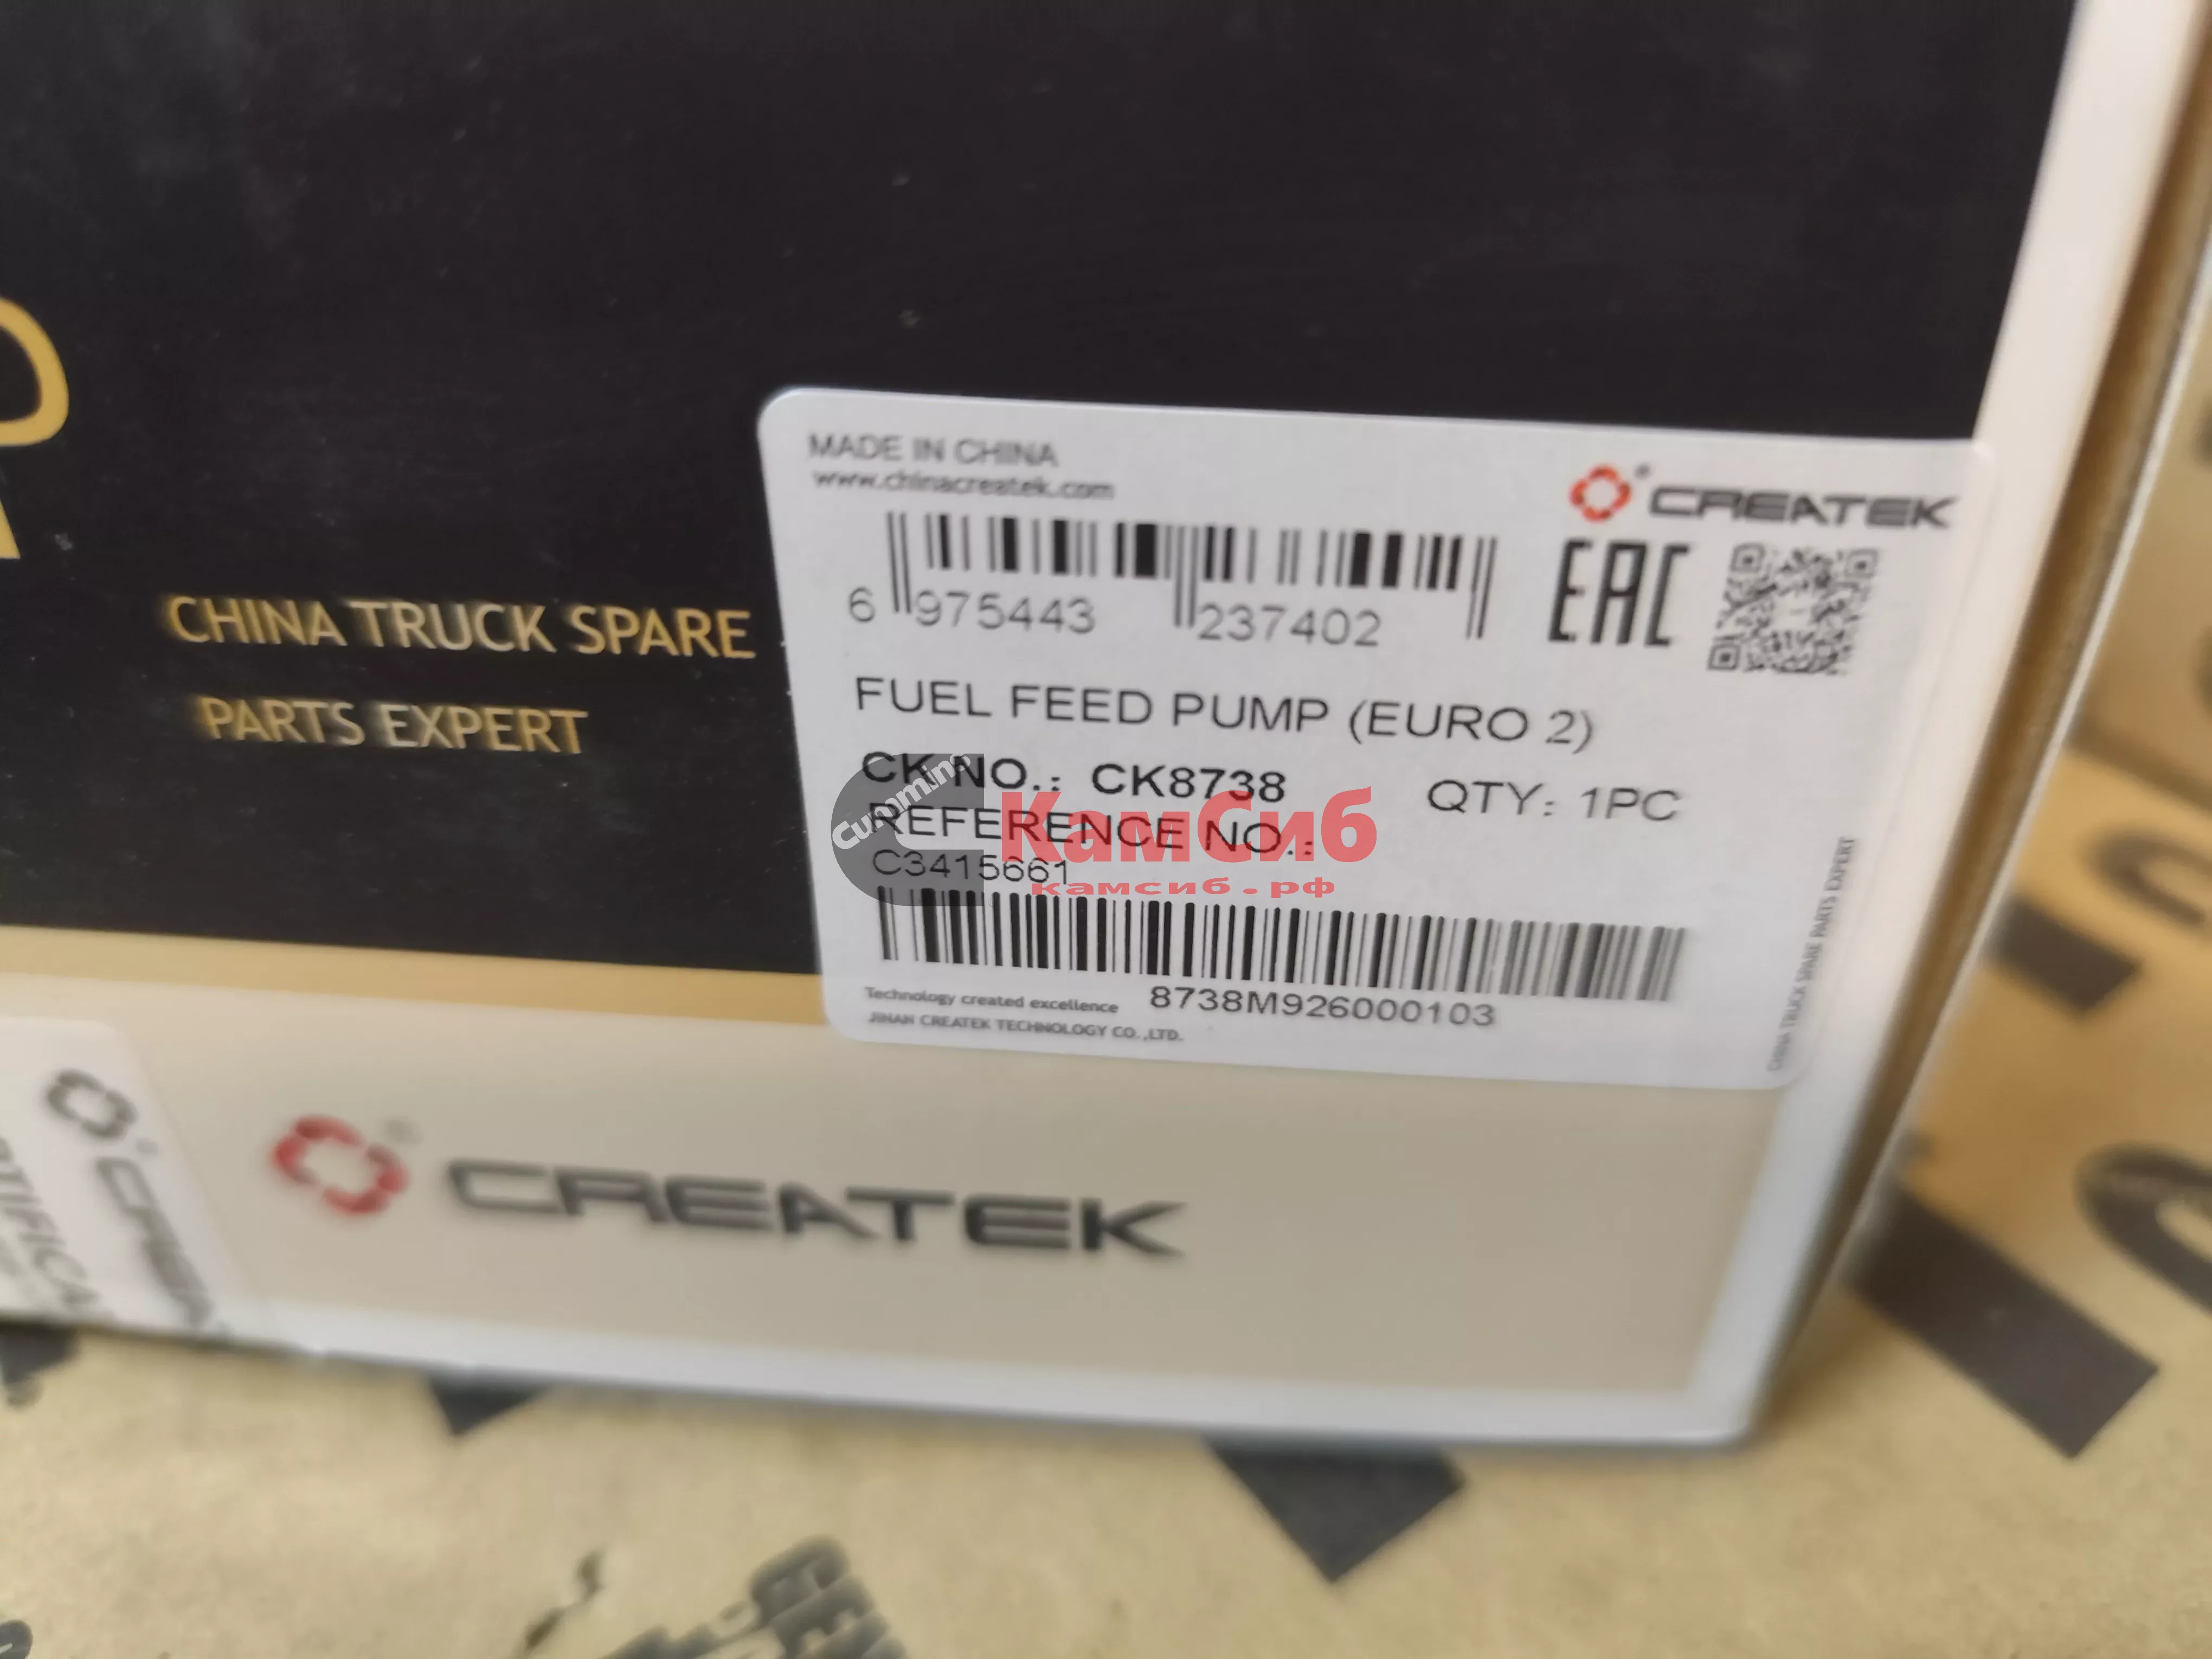 MADE IN CHINA
www.chinacreatek.com
CREATEK
6 975443 237402
EAC
FUEL FEED PUMP (EURO 2)
CK NO.: CK8738
QTY: 1PC
REFERENCE NO.:
C3415661
Cummins
КамСиб
камсиб.рф
8738M926000103
Technology created excellence
JINAN CREATEK TECHNOLOGY CO.,LTD.
CHINA TRUCK SPARE PARTS EXPERT
CHINA TRUCK SPARE
PARTS EXPERT
CREATEK